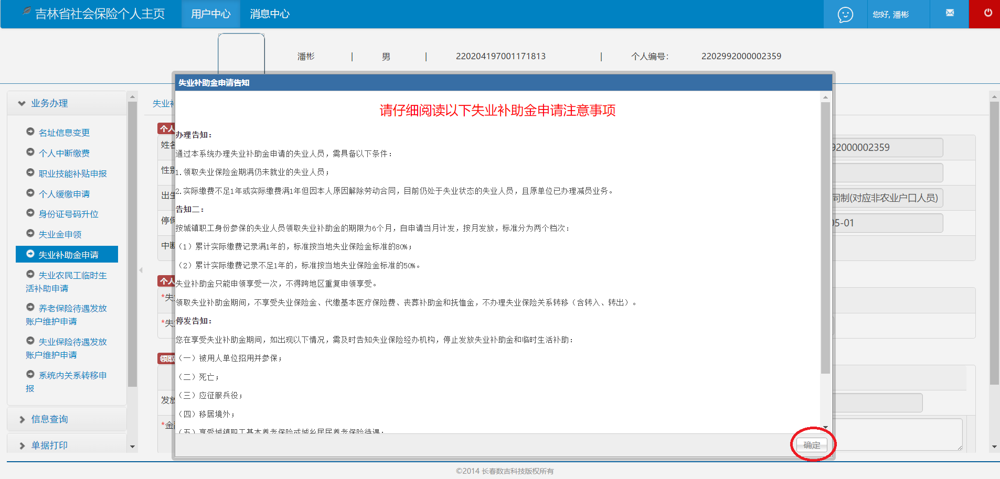 吉林省社会保险个人主页 用户中心 消息中心 您好, 潘彬
潘彬 | 男 | 220204197001171813 | 个人编号： 2202992000002359
业务办理
名址信息变更
个人中断缴费
职业技能补贴申报
个人缓缴申请
身份证号码升位
失业金申领
失业补助金申请
失业农民工临时生
活补助申请
养老保险待遇发放
账户维护申请
失业保险待遇发放
账户维护申请
系统内关系转移申
报
信息查询
单据打印
失业补
个人
姓名
92000002359
性别
出生
同制(对应非农业户口人员)
停保
05-01
中断
个人
*失
*失
领取
发放
*金
失业补助金申请告知
请仔细阅读以下失业补助金申请注意事项
办理告知：
通过本系统办理失业补助金申请的失业人员，需具备以下条件：
1.领取失业保险金期满仍未就业的失业人员；
2.实际缴费不足1年或实际缴费满1年但因本人原因解除劳动合同，目前仍处于失业状态的失业人员，且原单位已办理减员业务。
告知二：
按城镇职工身份参保的失业人员领取失业补助金的期限为6个月，自申请当月计发，按月发放，标准分为两个档次：
（1）累计实际缴费记录满1年的，标准按当地失业保险金标准的80%；
（2）累计实际缴费记录不足1年的，标准按当地失业保险金标准的50%。
失业补助金只能申领享受一次，不得跨地区重复申领享受。
领取失业补助金期间，不享受失业保险金、代缴基本医疗保险费、丧葬补助金和抚恤金，不办理失业保险关系转移（含转入、转出）。
停发告知：
您在享受失业补助金期间，如出现以下情况，需及时告知失业保险经办机构，停止发放失业补助金和临时生活补助：
（一）被用人单位招用并参保；
（二）死亡；
（三）应征服兵役；
（四）移居境外；
（五）享受城镇职工基本养老保险或城乡居民养老保险待遇；
确定
©2014 长春数吉科技版权所有